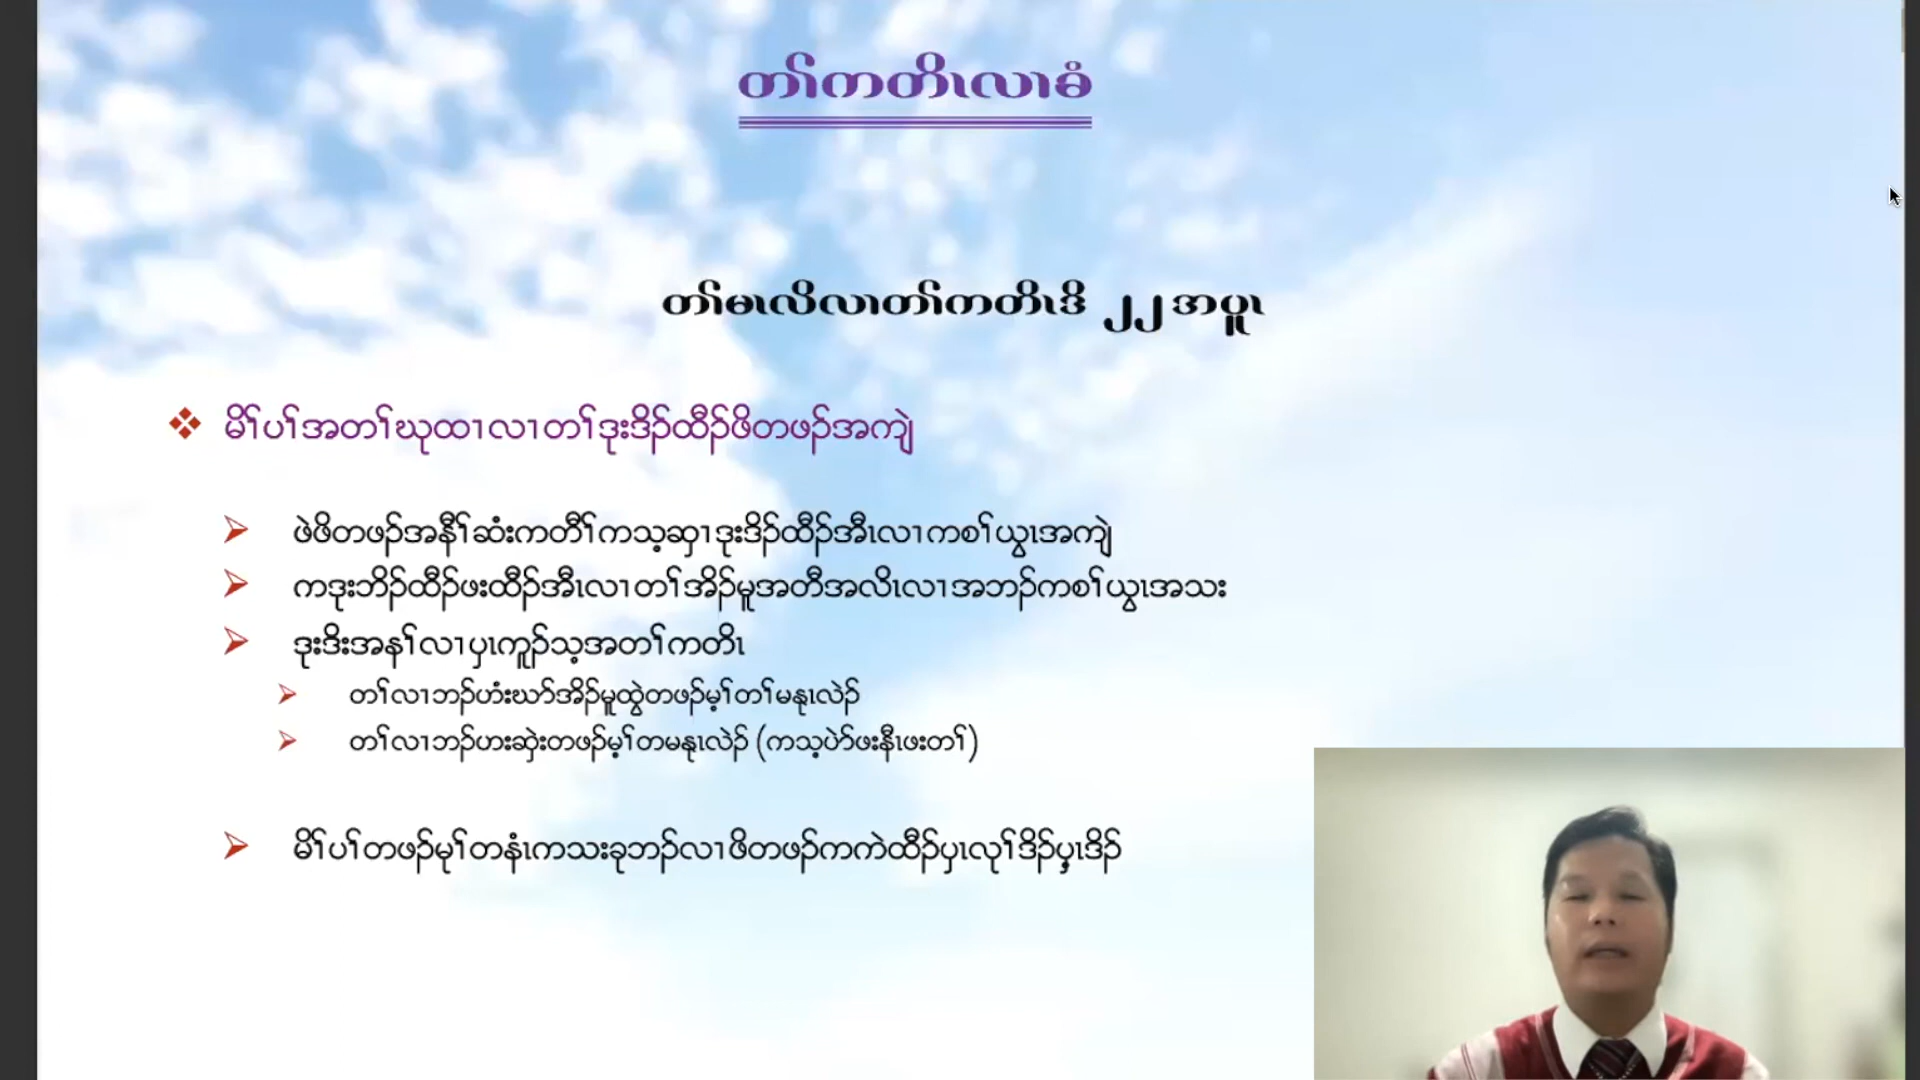 တၢ်ကတိၤလၢခံ
တၢ်မၤလိလၢတၢ်ကတိၤဒိ ၂၂ အပူၤ
မိၢ်ပၢ်အတၢ်ဃုထၢလၢတၢ်ဒုးဒိၣ်ထီၣ်ဖိတဖၣ်အကျဲ
ဖဲဖိတဖၣ်အနီၢ်ဆံးကတီၢ်ကသ့ဆှၢဒုးဒိၣ်ထီၣ်အီၤလၢကစၢ်ယွၤအကျဲ
ကဒုးဘိၣ်ထီၣ်ဖးထီၣ်အီၤလၢတၢ်အိၣ်မူအတီအလိၤလၢအဘၣ်ကစၢ်ယွၤအသး
ဒုးဒိးအနၢ်လၢပှၤကူၣ်သ့အတၢ်ကတိၤ
တၢ်လၢဘၣ်ဟံးဃာ်အိၣ်မူထွဲတဖၣ်မ့ၢ်တၢ်မနုၤလဲၣ်
တၢ်လၢဘၣ်ဟးဆှဲးတဖၣ်မ့ၢ်တမနုၤလဲၣ် (ကသ့ပဲာ်ဖးနီၤဖးတၢ်)
မိၢ်ပၢ်တဖၣ်မုၢ်တနံၤကသးခုဘၣ်လၢဖိတဖၣ်ကကဲထီၣ်ပှၤလုၢ်ဒိၣ်ပှ့ၤဒိၣ်